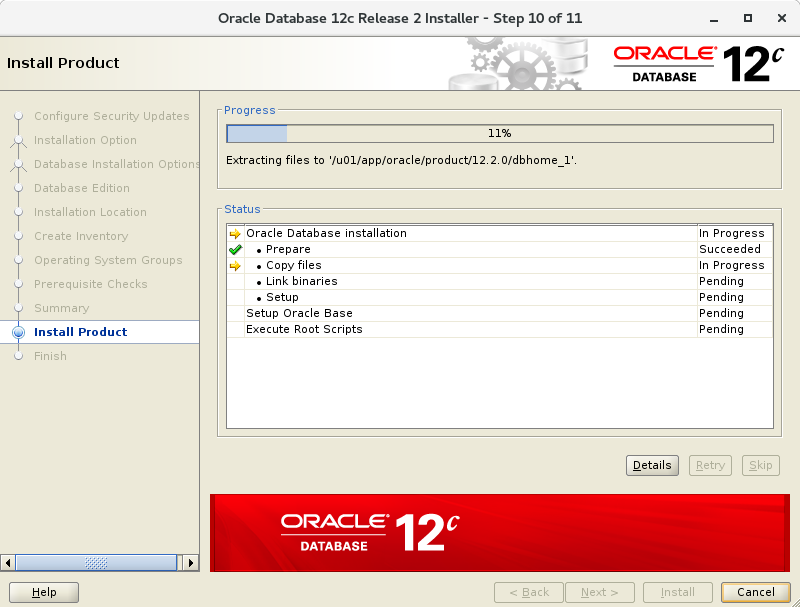 Oracle Database 12c Release 2 Installer - Step 10 of 11
Install Product
ORACLE
DATABASE
12c
Configure Security Updates
Installation Option
Database Installation Options
Database Edition
Installation Location
Create Inventory
Operating System Groups
Prerequisite Checks
Summary
Install Product
Finish
Progress
11%
Extracting files to '/u01/app/oracle/product/12.2.0/dbhome_1'.
Status
Oracle Database installation In Progress
• Prepare Succeeded
• Copy files In Progress
• Link binaries Pending
• Setup Pending
Setup Oracle Base Pending
Execute Root Scripts Pending
Details Retry Skip
ORACLE
DATABASE
12c
Help < Back Next > Install Cancel